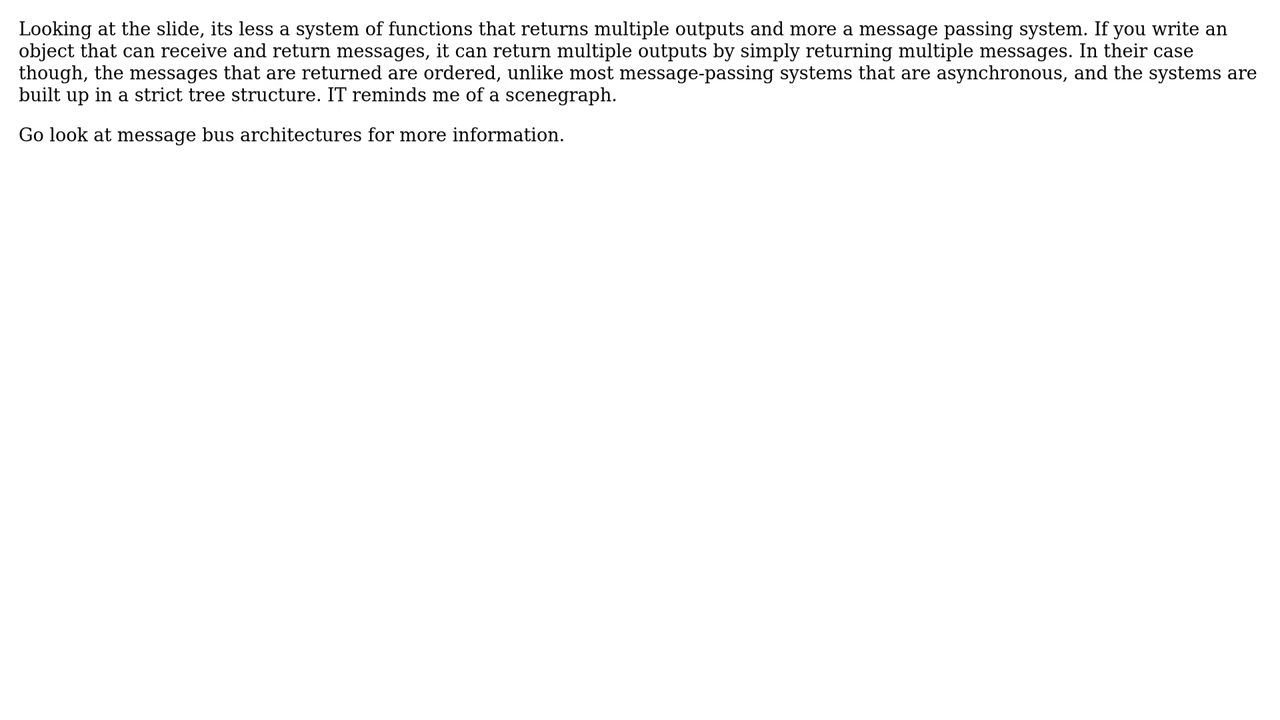 Looking at the slide, its less a system of functions that returns multiple outputs and more a message passing system. If you write an
object that can receive and return messages, it can return multiple outputs by simply returning multiple messages. In their case
though, the messages that are returned are ordered, unlike most message-passing systems that are asynchronous, and the systems are
built up in a strict tree structure. IT reminds me of a scenegraph.
Go look at message bus architectures for more information.